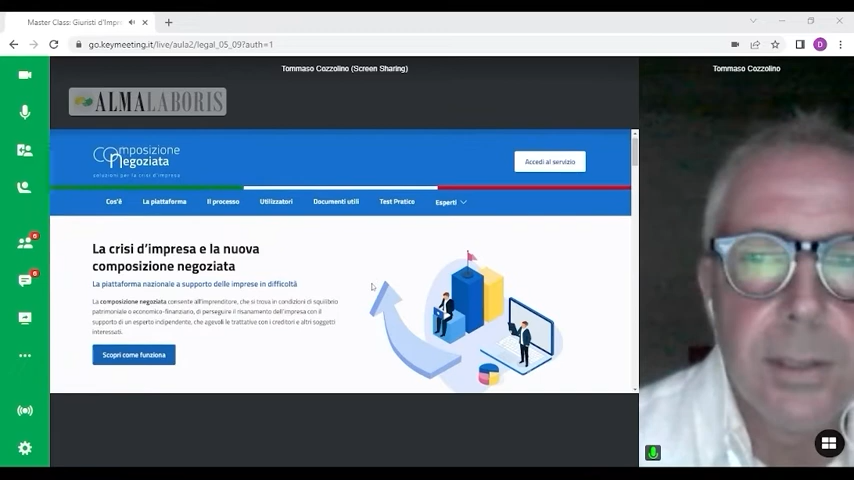 Master Class: Giuristi d'Impr
go.keymeeting.it/live/aula2/legal_05_09?auth=1
D
Tommaso Cozzolino (Screen Sharing)
Tommaso Cozzolino
ALMALABORIS
composizione
negoziata
soluzioni per la crisi d'impresa
Accedi al servizio
Cos'è La piattaforma Il processo Utilizzatori Documenti utili Test Pratico Esperti
La crisi d'impresa e la nuova
composizione negoziata
La piattaforma nazionale a supporto delle imprese in difficoltà
La composizione negoziata consente all'imprenditore, che si trova in condizioni di squilibrio
patrimoniale o economico-finanziario, di perseguire il risanamento dell'impresa con il
supporto di un esperto indipendente, che agevoli le trattative con i creditori e altri soggetti
interessati.
Scopri come funziona